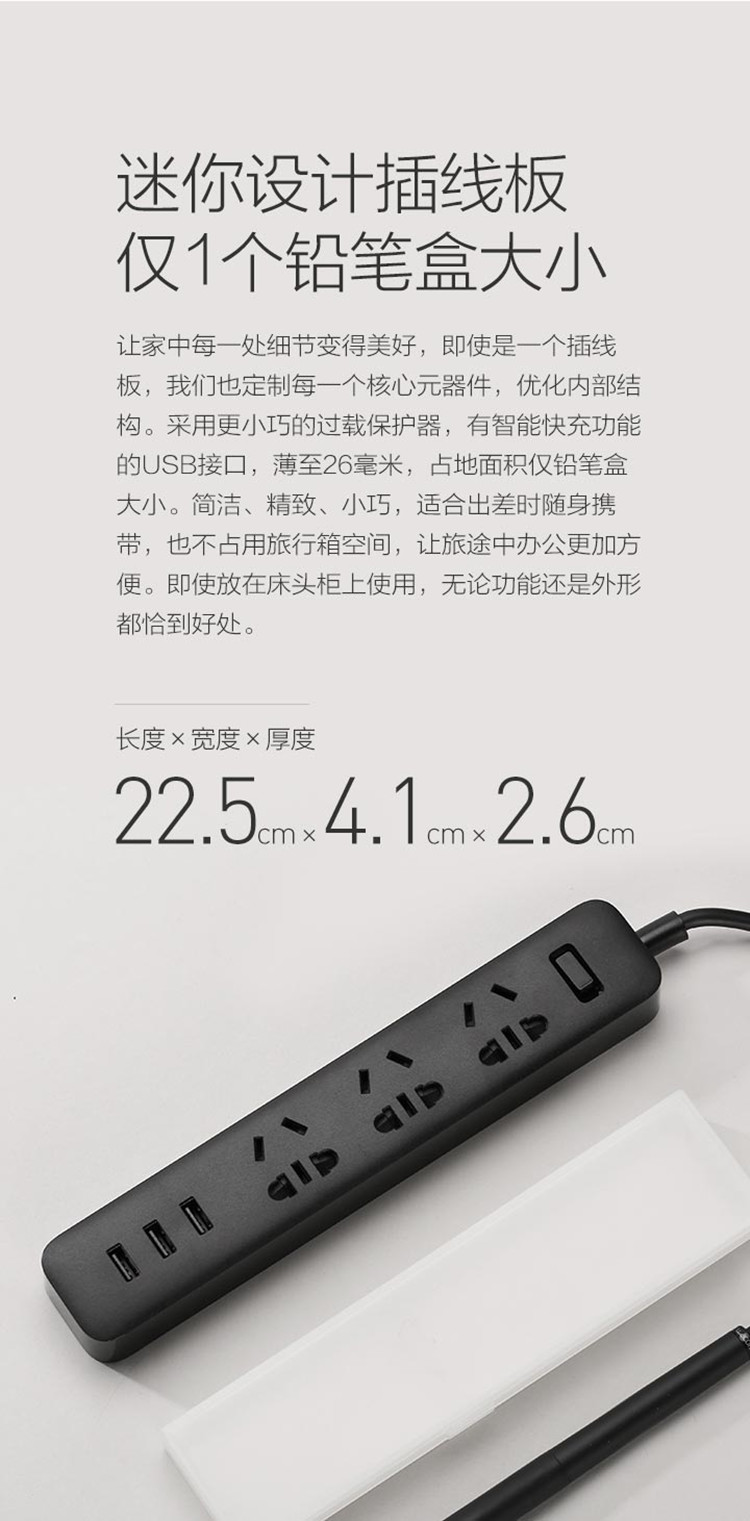 迷你设计插线板
仅1个铅笔盒大小
让家中每一处细节变得美好，即使是一个插线
板，我们也定制每一个核心元器件，优化内部结
构。采用更小巧的过载保护器，有智能快充功能
的USB接口，薄至26毫米，占地面积仅铅笔盒
大小。简洁、精致、小巧，适合出差时随身携
带，也不占用旅行箱空间，让旅途中办公更加方
便。即使放在床头柜上使用，无论功能还是外形
都恰到好处。
长度×宽度×厚度
22.5cm×4.1cm×2.6cm